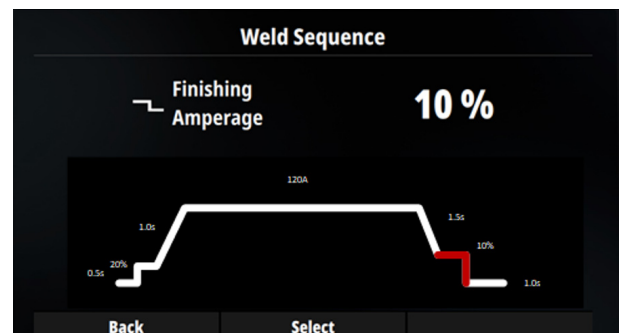 Weld Sequence
Finishing
Amperage
10 %
120A
1.0s
1.5s
20%
10%
0.5s
1.0s
Back
Select